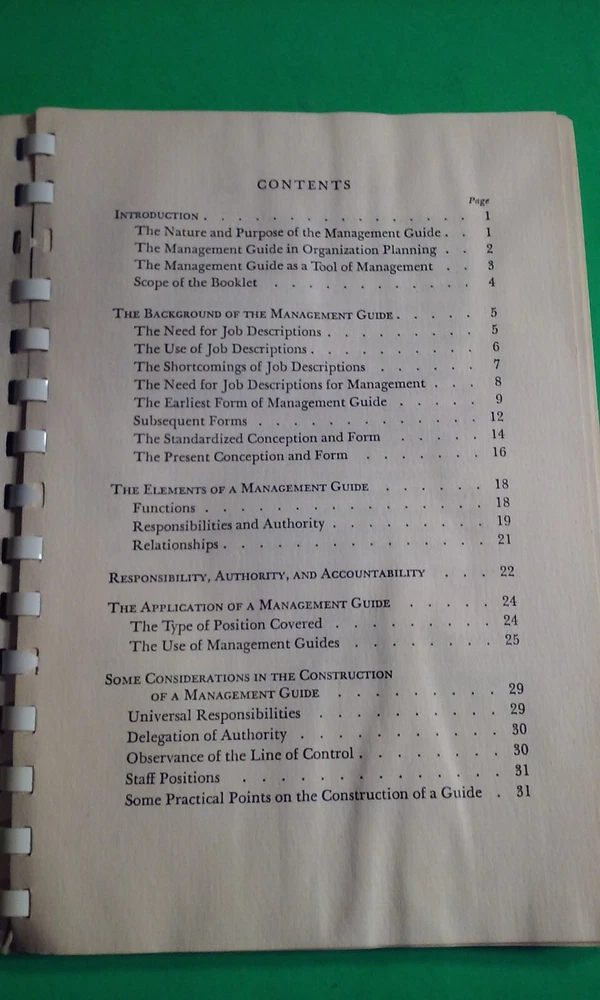 CONTENTS
Page
INTRODUCTION . . . . . . . . . . . . . . . . 1
The Nature and Purpose of the Management Guide . . 1
The Management Guide in Organization Planning . . 2
The Management Guide as a Tool of Management . . 3
Scope of the Booklet . . . . . . . . . . . . 4
THE BACKGROUND OF THE MANAGEMENT GUIDE . . . . . 5
The Need for Job Descriptions . . . . . . . . . 5
The Use of Job Descriptions . . . . . . . . . . 6
The Shortcomings of Job Descriptions . . . . . . 7
The Need for Job Descriptions for Management . . . 8
The Earliest Form of Management Guide . . . . . 9
Subsequent Forms . . . . . . . . . . . . . 12
The Standardized Conception and Form . . . . . 14
The Present Conception and Form . . . . . . . 16
THE ELEMENTS OF A MANAGEMENT GUIDE . . . . . . 18
Functions . . . . . . . . . . . . . . . . 18
Responsibilities and Authority . . . . . . . . . 19
Relationships . . . . . . . . . . . . . . . 21
RESPONSIBILITY, AUTHORITY, AND ACCOUNTABILITY . . . 22
THE APPLICATION OF A MANAGEMENT GUIDE . . . . . 24
The Type of Position Covered . . . . . . . . 24
The Use of Management Guides . . . . . . . 25
SOME CONSIDERATIONS IN THE CONSTRUCTION
OF A MANAGEMENT GUIDE . . . . . . . . . 29
Universal Responsibilities . . . . . . . . . . 29
Delegation of Authority . . . . . . . . . . . 30
Observance of the Line of Control . . . . . . . . 30
Staff Positions . . . . . . . . . . . . . 31
Some Practical Points on the Construction of a Guide . 31